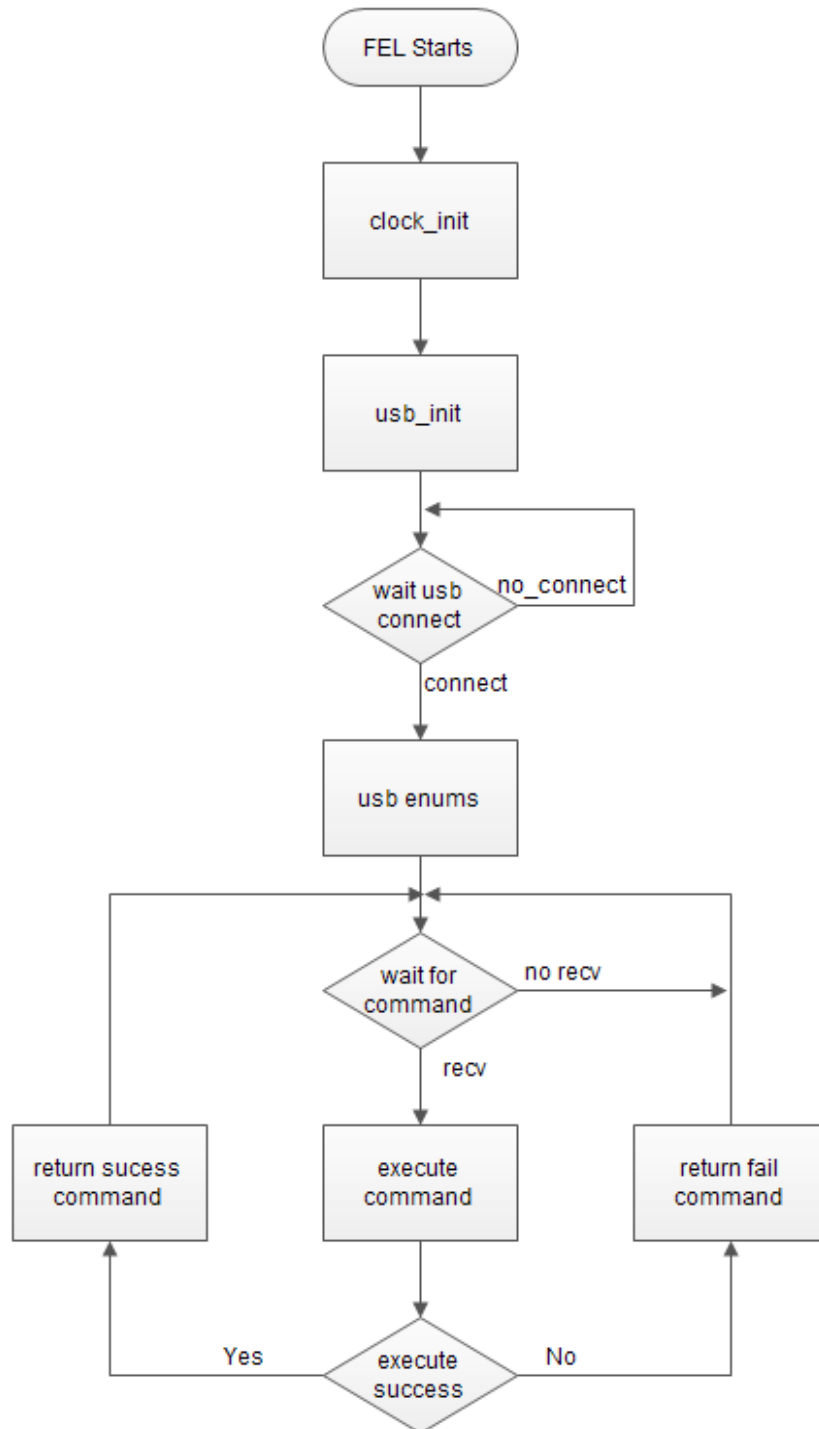 FEL Starts
clock_init
usb_init
wait usb
connect
no_connect
connect
usb enums
wait for
command
no recv
recv
return sucess
command
execute
command
return fail
command
Yes
execute
success
No